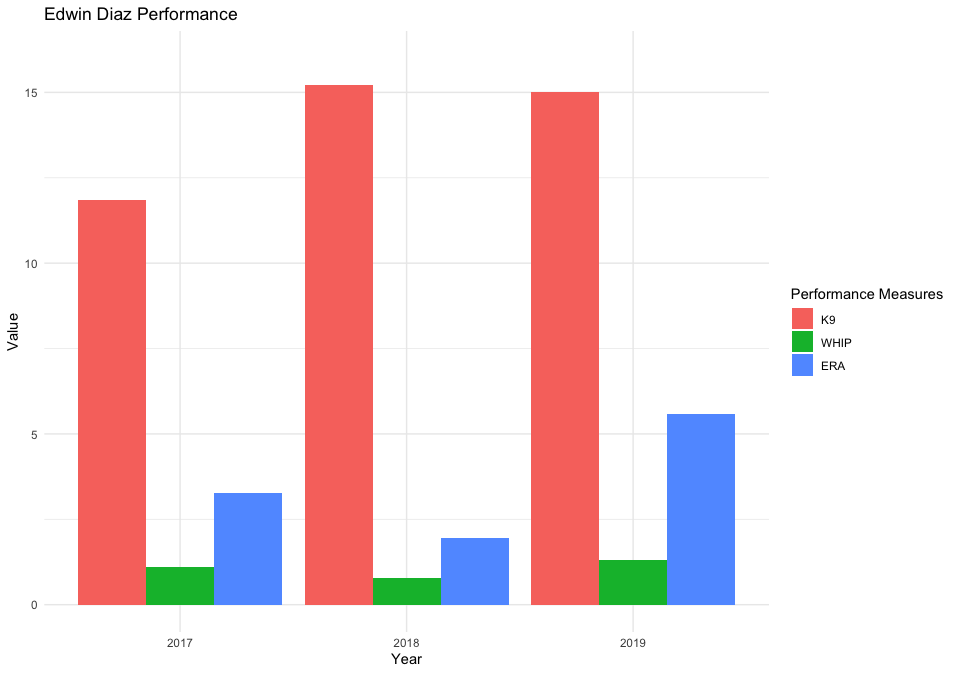 Edwin Diaz Performance
15
10
5
0
Value
2017 2018 2019
Year
Performance Measures
K9
WHIP
ERA